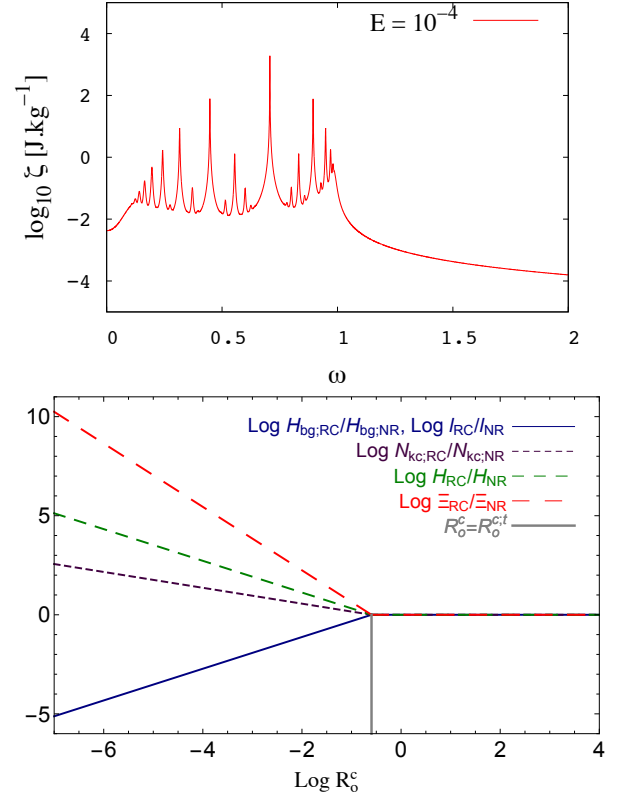 E = 10⁻⁴
4
2
0
−2
−4
log₁₀ ζ [J.kg⁻¹]
0 0.5 1 1.5 2
ω
10
5
0
−5
Log H_bg;RC/H_bg;NR, Log l_RC/l_NR
Log N_kc;RC/N_kc;NR
Log H_RC/H_NR
Log Ξ_RC/Ξ_NR
R_o^c=R_o^c;t
−6 −4 −2 0 2 4
Log R_o^c